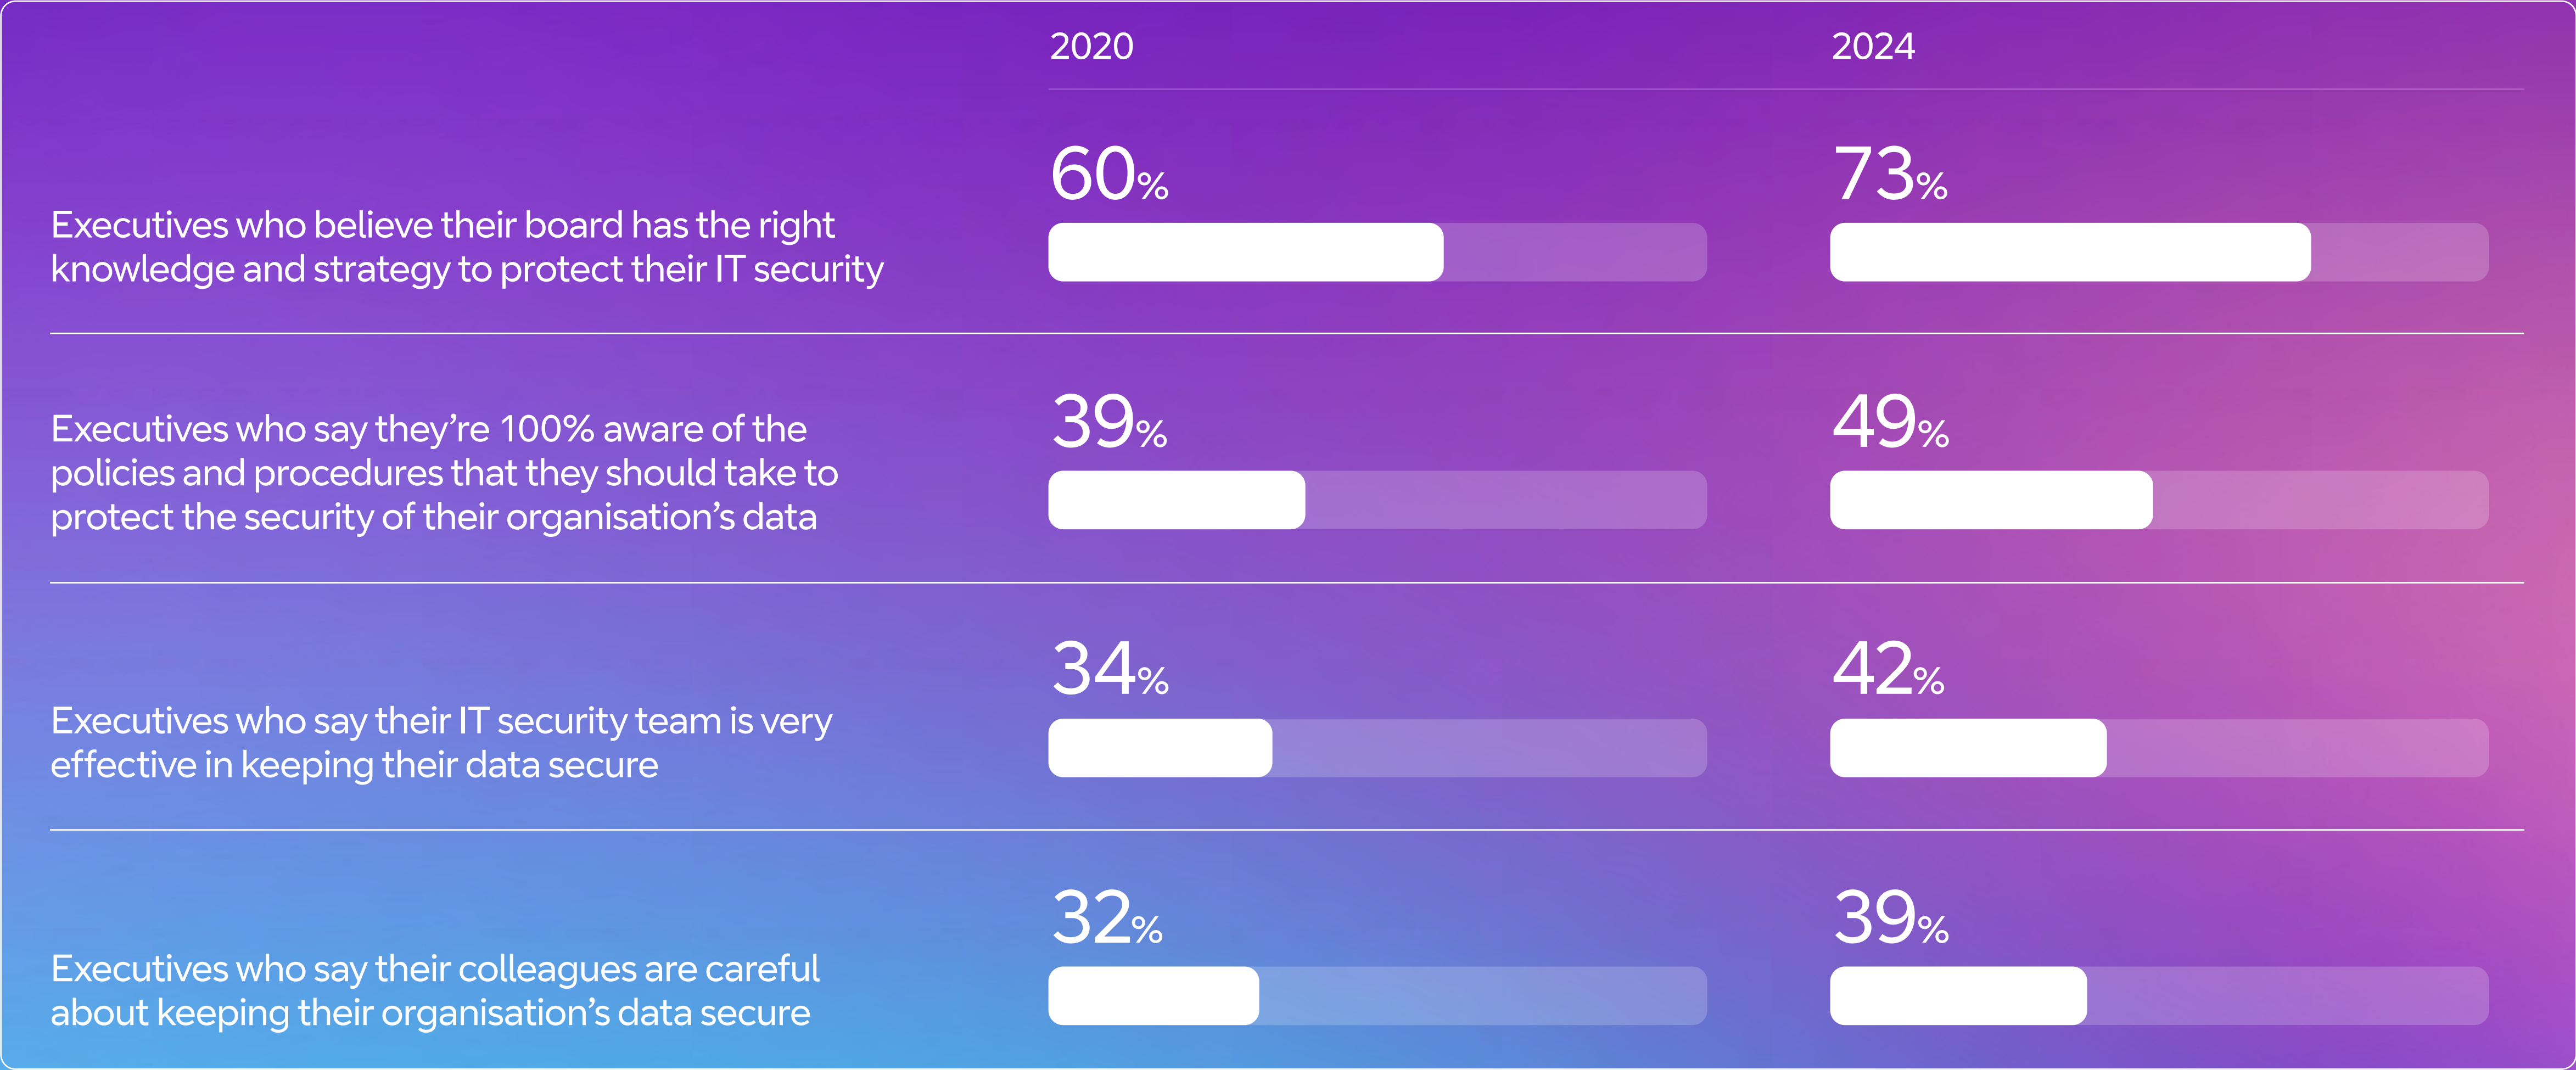 2020
2024
60%
73%
Executives who believe their board has the right
knowledge and strategy to protect their IT security
39%
49%
Executives who say they’re 100% aware of the
policies and procedures that they should take to
protect the security of their organisation’s data
34%
42%
Executives who say their IT security team is very
effective in keeping their data secure
32%
39%
Executives who say their colleagues are careful
about keeping their organisation’s data secure